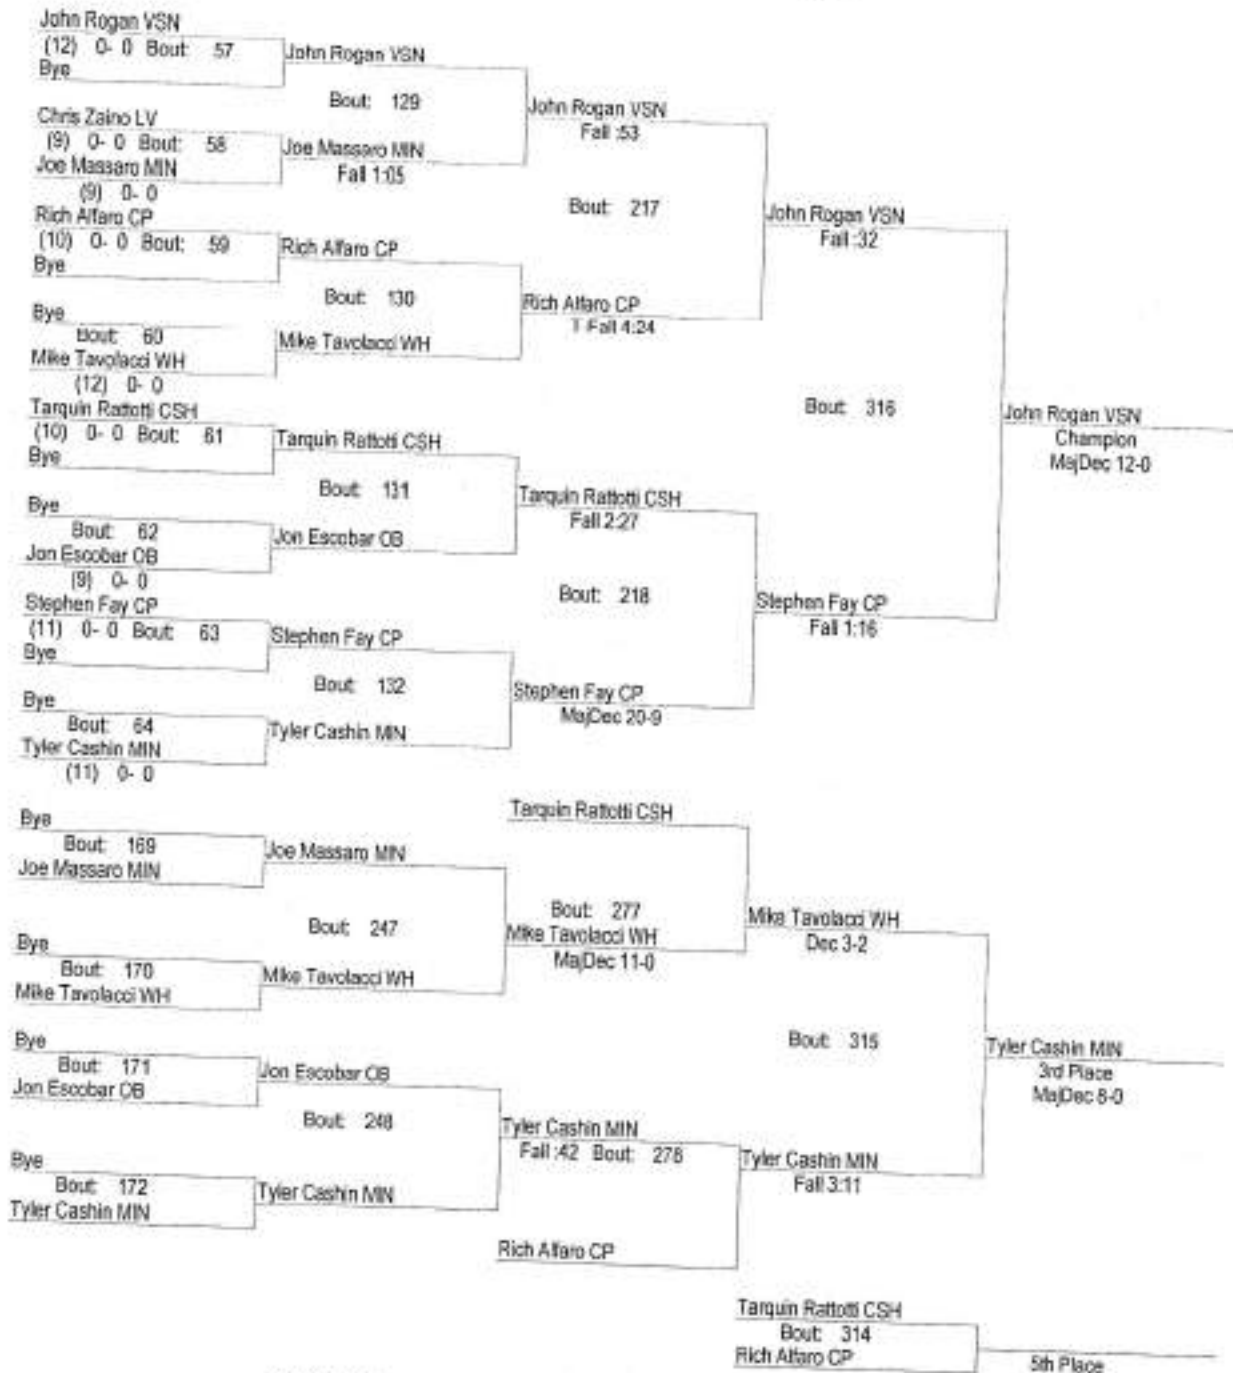 John Rogan VSN
(12) 0- 0 Bout: 57
Bye
John Rogan VSN
Bout: 129
Chris Zaino LV
(9) 0- 0 Bout: 58
Joe Massaro MIN
(9) 0- 0
Joe Massaro MIN
Fall 1:05
John Rogan VSN
Fall :53
Rich Alfaro CP
(10) 0- 0 Bout: 59
Bye
Rich Alfaro CP
Bout: 130
Bye
Bout: 60
Mike Tavolacci WH
(12) 0- 0
Mike Tavolacci WH
Rich Alfaro CP
T-Fall 4:24
Bout: 217
John Rogan VSN
Fall :32
Tarquin Rattotti CSH
(10) 0- 0 Bout: 61
Bye
Tarquin Rattotti CSH
Bout: 131
Bye
Bout: 62
Jon Escobar OB
(9) 0- 0
Jon Escobar OB
Tarquin Rattotti CSH
Fall 2:27
Stephen Fay CP
(11) 0- 0 Bout: 63
Bye
Stephen Fay CP
Bout: 132
Bye
Bout: 64
Tyler Cashin MIN
(11) 0- 0
Tyler Cashin MIN
Stephen Fay CP
MajDec 20-9
Bout: 218
Stephen Fay CP
Fall 1:16
Bout: 316
John Rogan VSN
Champion
MajDec 12-0
Bye
Bout: 169
Joe Massaro MIN
Joe Massaro MIN
Bout: 247
Bye
Bout: 170
Mike Tavolacci WH
Mike Tavolacci WH
Tarquin Rattotti CSH
Bout: 277
Mike Tavolacci WH
MajDec 11-0
Mike Tavolacci WH
Dec 3-2
Bye
Bout: 171
Jon Escobar OB
Jon Escobar OB
Bout: 248
Bye
Bout: 172
Tyler Cashin MIN
Tyler Cashin MIN
Tyler Cashin MIN
Fall :42 Bout: 278
Rich Alfaro CP
Tyler Cashin MIN
Fall 3:11
Bout: 315
Tyler Cashin MIN
3rd Place
MajDec 8-0
Tarquin Rattotti CSH
Bout: 314
Rich Alfaro CP
5th Place